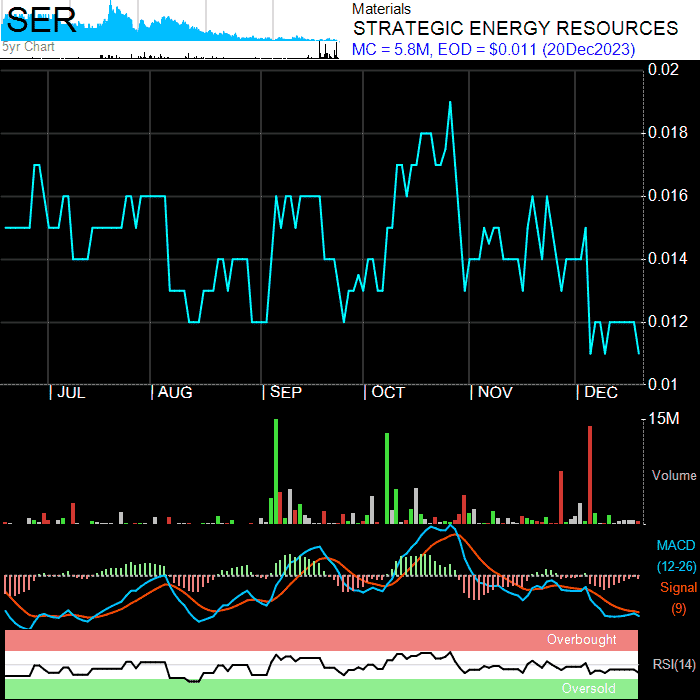 SER
5yr Chart
Materials
STRATEGIC ENERGY RESOURCES
MC = 5.8M, EOD = $0.011 (20Dec2023)
0.02
0.018
0.016
0.014
0.012
0.01
JUL AUG SEP OCT NOV DEC
15M
Volume
MACD
(12-26)
Signal
(9)
Overbought
RSI(14)
Oversold